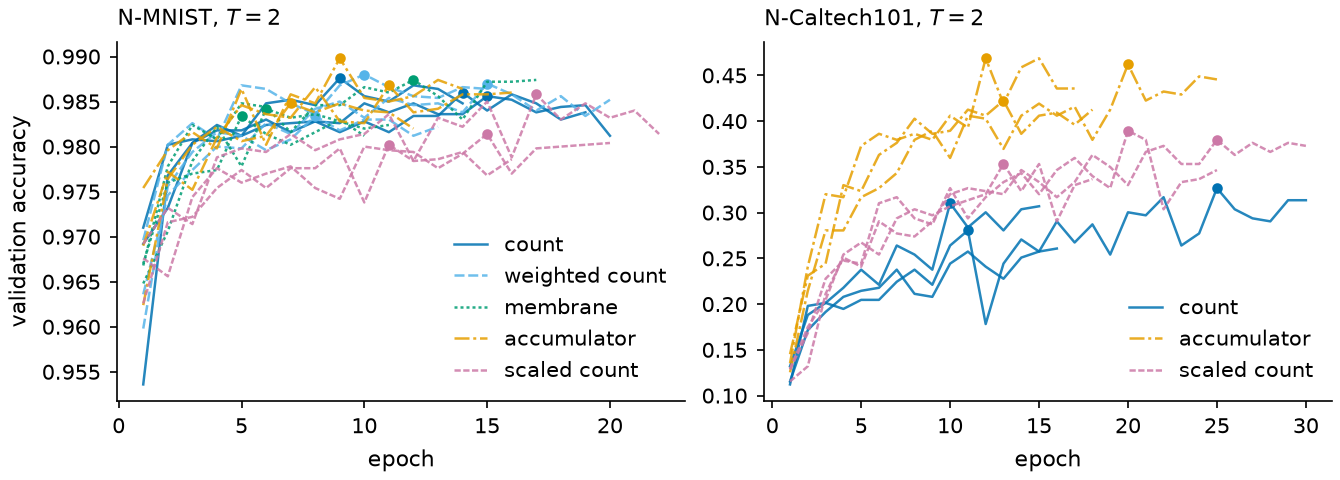 N-MNIST, T = 2
validation accuracy
0.990
0.985
0.980
0.975
0.970
0.965
0.960
0.955
count
weighted count
membrane
accumulator
scaled count
0 5 10 15 20
epoch
N-Caltech101, T = 2
0.45
0.40
0.35
0.30
0.25
0.20
0.15
0.10
count
accumulator
scaled count
0 5 10 15 20 25 30
epoch